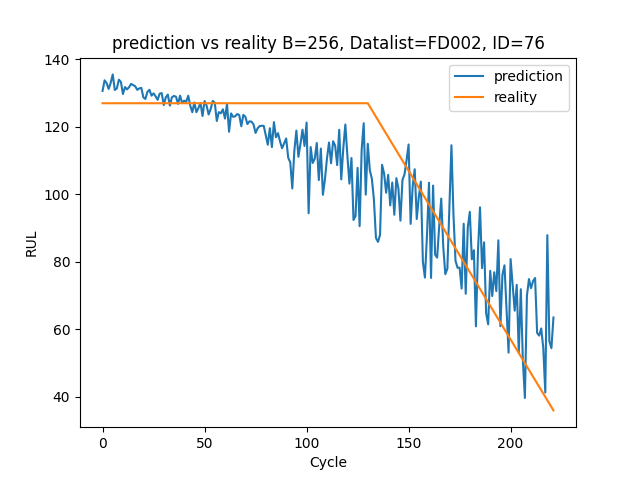 prediction vs reality B=256, Datalist=FD002, ID=76
prediction
reality
RUL
140
120
100
80
60
40
0 50 100 150 200
Cycle